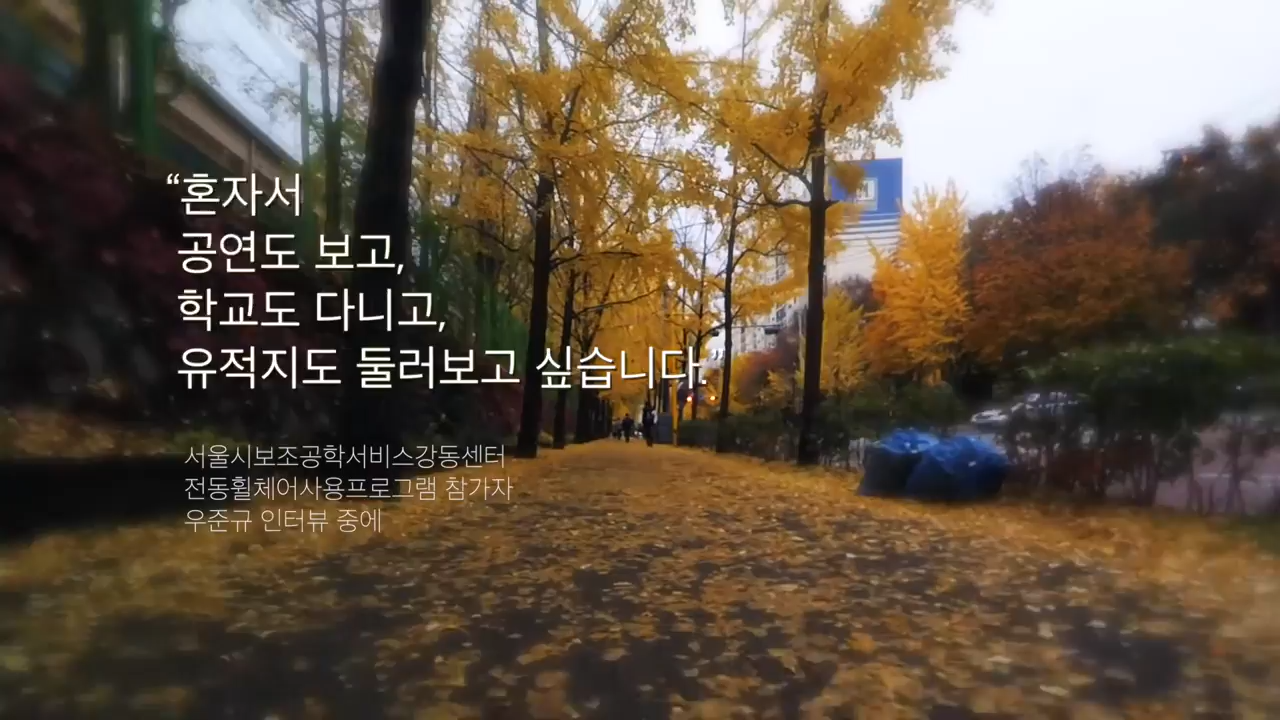 “혼자서
공연도 보고,
학교도 다니고,
유적지도 둘러보고 싶습니다.”
서울시보조공학서비스강동센터
전동휠체어사용프로그램 참가자
우준규 인터뷰 중에